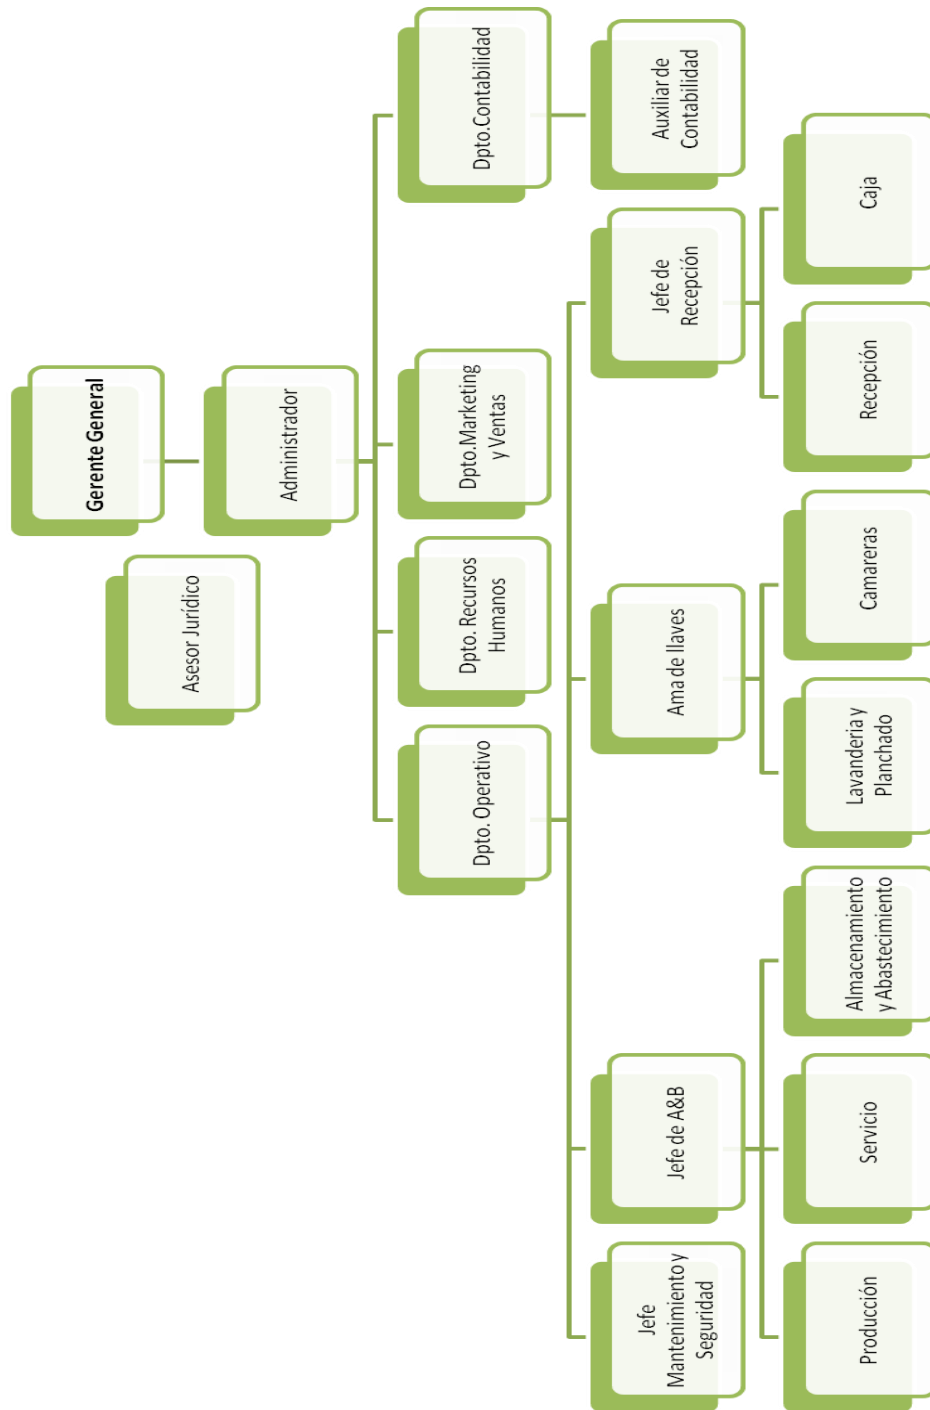 Gerente General
Asesor Jurídico
Administrador
Dpto. Operativo
Dpto. Recursos
Humanos
Dpto.Marketing
y Ventas
Dpto.Contabilidad
Jefe
Mantenimiento y
Seguridad
Jefe de A&B
Ama de llaves
Jefe de
Recepción
Auxiliar de
Contabilidad
Producción
Servicio
Almacenamiento
y Abastecimiento
Lavanderia y
Planchado
Camareras
Recepción
Caja